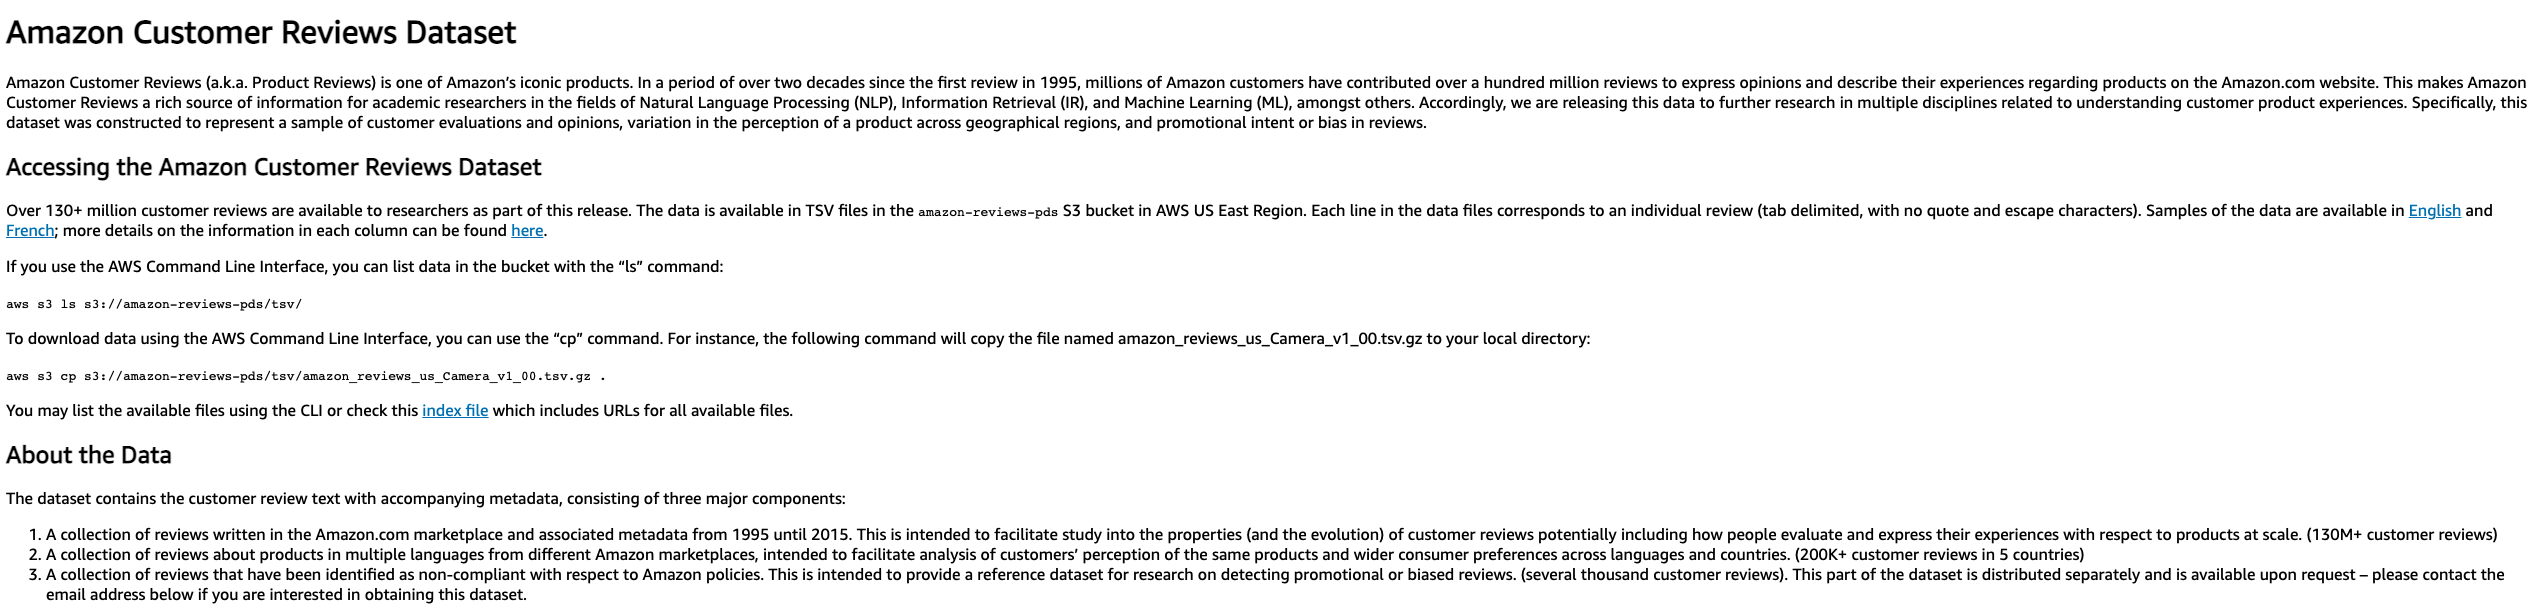 Amazon Customer Reviews Dataset
Amazon Customer Reviews (a.k.a. Product Reviews) is one of Amazon’s iconic products. In a period of over two decades since the first review in 1995, millions of Amazon customers have contributed over a hundred million reviews to express opinions and describe their experiences regarding products on the Amazon.com website. This makes Amazon
Customer Reviews a rich source of information for academic researchers in the fields of Natural Language Processing (NLP), Information Retrieval (IR), and Machine Learning (ML), amongst others. Accordingly, we are releasing this data to further research in multiple disciplines related to understanding customer product experiences. Specifically, this
dataset was constructed to represent a sample of customer evaluations and opinions, variation in the perception of a product across geographical regions, and promotional intent or bias in reviews.
Accessing the Amazon Customer Reviews Dataset
Over 130+ million customer reviews are available to researchers as part of this release. The data is available in TSV files in the amazon-reviews-pds S3 bucket in AWS US East Region. Each line in the data files corresponds to an individual review (tab delimited, with no quote and escape characters). Samples of the data are available in English and
French; more details on the information in each column can be found here.
If you use the AWS Command Line Interface, you can list data in the bucket with the “ls” command:
aws s3 ls s3://amazon-reviews-pds/tsv/
To download data using the AWS Command Line Interface, you can use the “cp” command. For instance, the following command will copy the file named amazon_reviews_us_Camera_v1_00.tsv.gz to your local directory:
aws s3 cp s3://amazon-reviews-pds/tsv/amazon_reviews_us_Camera_v1_00.tsv.gz .
You may list the available files using the CLI or check this index file which includes URLs for all available files.
About the Data
The dataset contains the customer review text with accompanying metadata, consisting of three major components:
1. A collection of reviews written in the Amazon.com marketplace and associated metadata from 1995 until 2015. This is intended to facilitate study into the properties (and the evolution) of customer reviews potentially including how people evaluate and express their experiences with respect to products at scale. (130M+ customer reviews)
2. A collection of reviews about products in multiple languages from different Amazon marketplaces, intended to facilitate analysis of customers’ perception of the same products and wider consumer preferences across languages and countries. (200K+ customer reviews in 5 countries)
3. A collection of reviews that have been identified as non-compliant with respect to Amazon policies. This is intended to provide a reference dataset for research on detecting promotional or biased reviews. (several thousand customer reviews). This part of the dataset is distributed separately and is available upon request – please contact the
email address below if you are interested in obtaining this dataset.